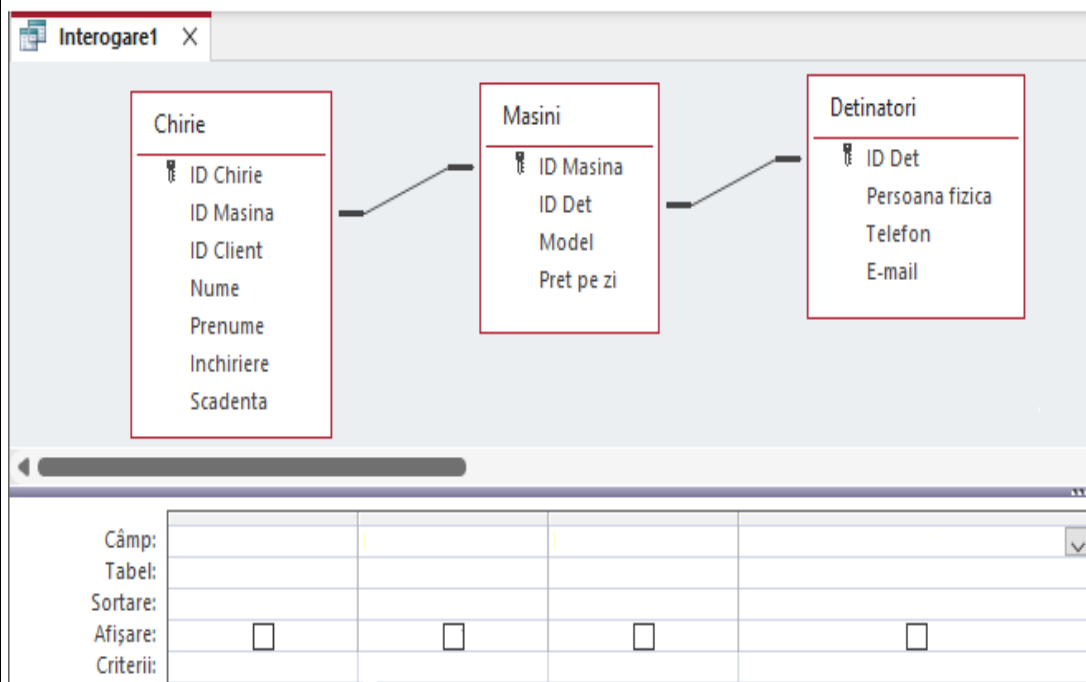 Interogare1
Chirie
ID Chirie
ID Masina
ID Client
Nume
Prenume
Inchiriere
Scadenta
Masini
ID Masina
ID Det
Model
Pret pe zi
Detinatori
ID Det
Persoana fizica
Telefon
E-mail
Câmp:
Tabel:
Sortare:
Afișare:
Criterii: